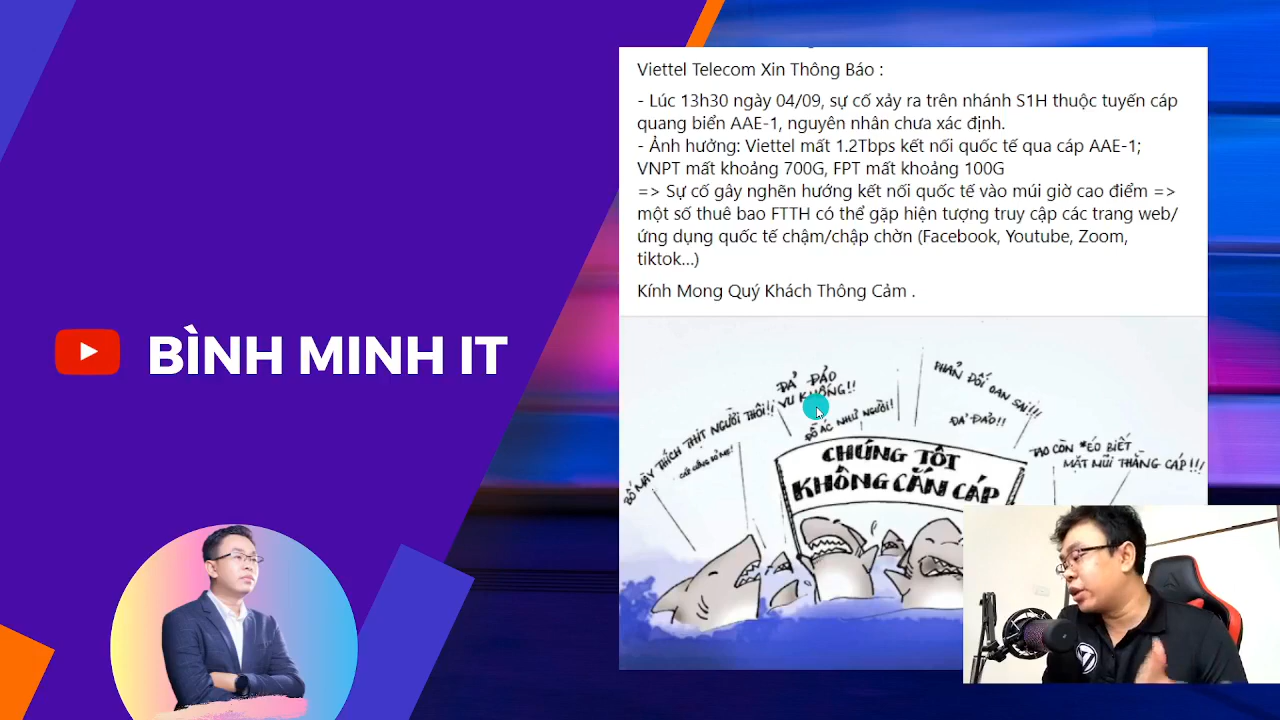 Viettel Telecom Xin Thông Báo :
- Lúc 13h30 ngày 04/09, sự cố xảy ra trên nhánh S1H thuộc tuyến cáp
quang biển AAE-1, nguyên nhân chưa xác định.
- Ảnh hưởng: Viettel mất 1.2Tbps kết nối quốc tế qua cáp AAE-1;
VNPT mất khoảng 700G, FPT mất khoảng 100G
=> Sự cố gây nghẽn hướng kết nối quốc tế vào múi giờ cao điểm =>
một số thuê bao FTTH có thể gặp hiện tượng truy cập các trang web/
ứng dụng quốc tế chậm/chập chờn (Facebook, Youtube, Zoom,
tiktok...)
Kính Mong Quý Khách Thông Cảm .
BÌNH MINH IT
BỐ MÀY THÍCH THỊT NGƯỜI THÔI!!
ĐẢ ĐẢO
VU KHỐNG!!
ĐỒ ÁC NHƯ NGƯỜI!
PHẢN ĐỐI OAN SAI!!!
ĐẢ ĐẢO!!
TAO CÒN *ÉO BIẾT
MẶT MŨI THẰNG CÁP!!!
CHÚNG TÔI
KHÔNG CẮN CÁP